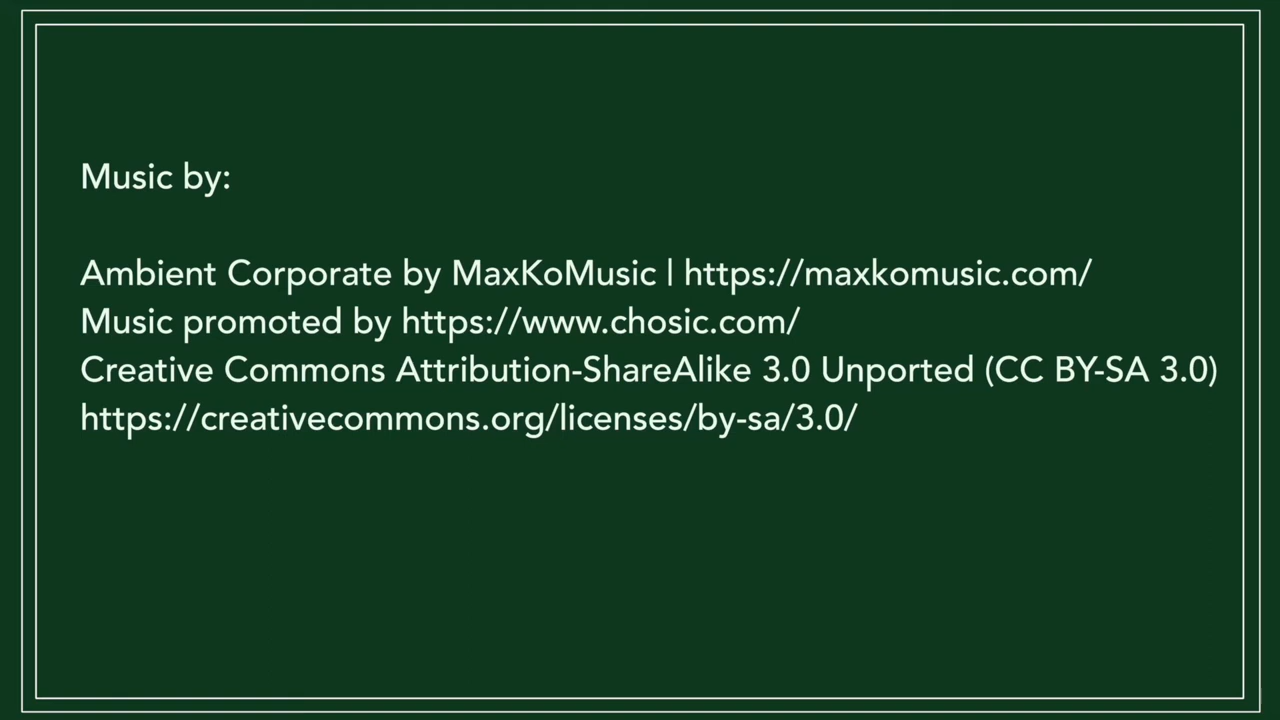 Music by:
Ambient Corporate by MaxKoMusic | https://maxkomusic.com/
Music promoted by https://www.chosic.com/
Creative Commons Attribution-ShareAlike 3.0 Unported (CC BY-SA 3.0)
https://creativecommons.org/licenses/by-sa/3.0/